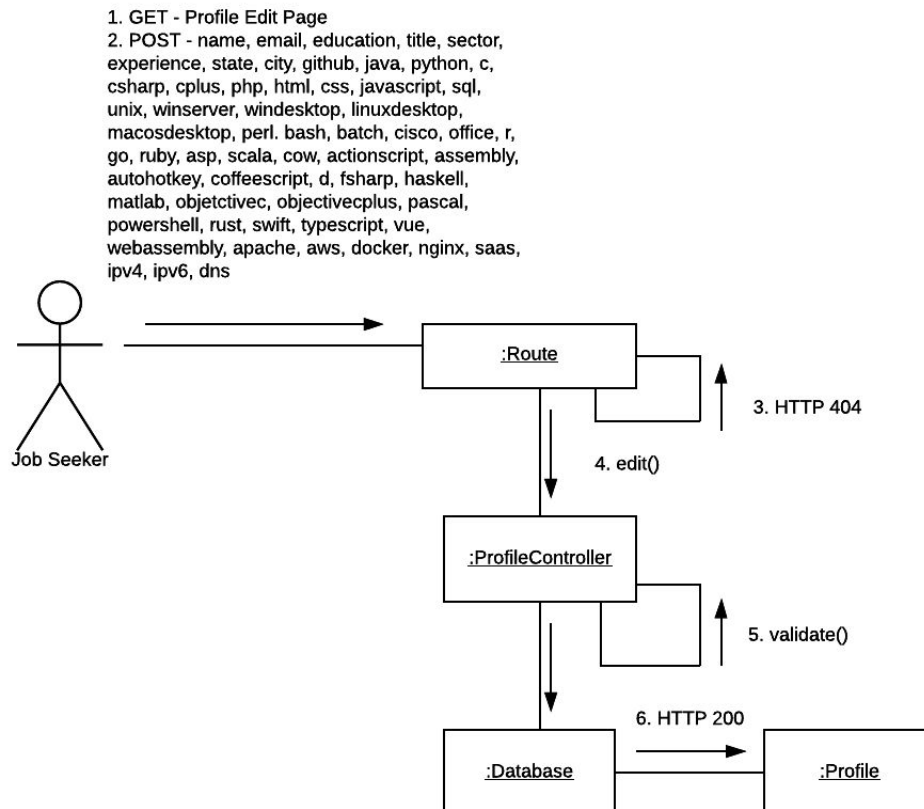 1. GET - Profile Edit Page
2. POST - name, email, education, title, sector,
experience, state, city, github, java, python, c,
csharp, cplus, php, html, css, javascript, sql,
unix, winserver, windesktop, linuxdesktop,
macosdesktop, perl. bash, batch, cisco, office, r,
go, ruby, asp, scala, cow, actionscript, assembly,
autohotkey, coffeescript, d, fsharp, haskell,
matlab, objetctivec, objectivecplus, pascal,
powershell, rust, swift, typescript, vue,
webassembly, apache, aws, docker, nginx, saas,
ipv4, ipv6, dns
:Route
3. HTTP 404
Job Seeker
4. edit()
:ProfileController
5. validate()
6. HTTP 200
:Database
:Profile